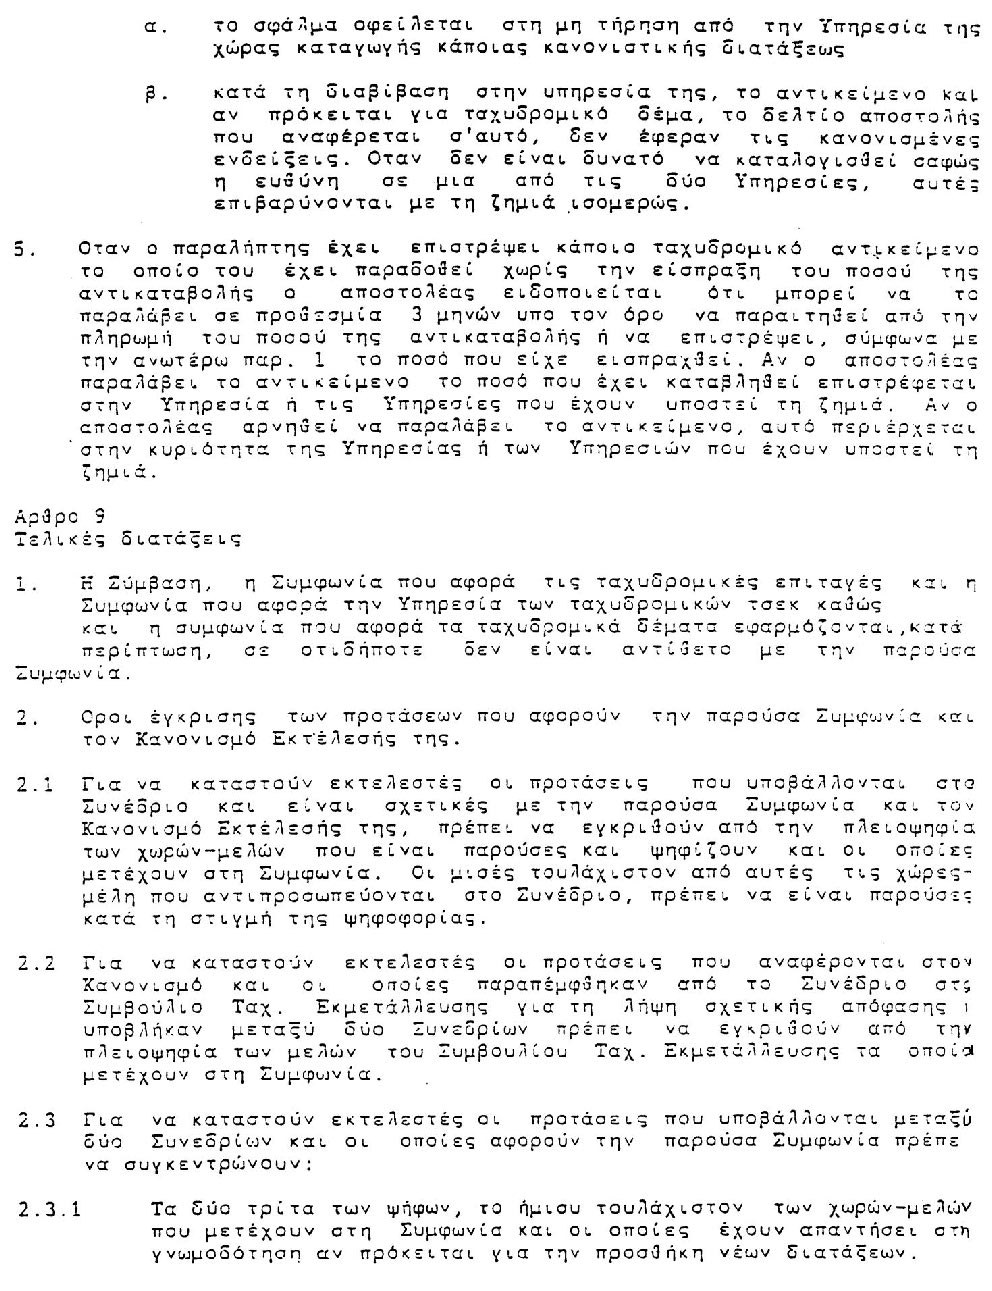 α. το σφάλμα οφείλεται στη μη τήρηση από την Υπηρεσία της
χώρας καταγωγής κάποιας κανονιστικής διατάξεως
β. κατά τη διαβίβαση στην υπηρεσία της, το αντικείμενο και
αν πρόκειται για ταχυδρομικό δέμα, το δελτίο αποστολής
που αναφέρεται σ'αυτό, δεν έφεραν τις κανονισμένες
ενδείξεις. Οταν δεν είναι δυνατό να καταλογισθεί σαφώς
η ευθύνη σε μια από τις δύο Υπηρεσίες, αυτές
επιβαρύνονται με τη ζημιά ισομερώς.
5. Οταν ο παραλήπτης έχει επιστρέψει κάποιο ταχυδρομικό αντικείμενο
το οποίο του έχει παραδοθεί χωρίς την είσπραξη του ποσού της
αντικαταβολής ο αποστολέας ειδοποιείται ότι μπορεί να το
παραλάβει σε προθεσμία 3 μηνών υπο τον όρο να παραιτηθεί από την
πληρωμή του ποσού της αντικαταβολής ή να επιστρέψει, σύμφωνα με
την ανωτέρω παρ. 1 το ποσό που είχε εισπραχθεί. Αν ο αποστολέας
παραλάβει το αντικείμενο το ποσό που έχει καταβληθεί επιστρέφεται
στην Υπηρεσία ή τις Υπηρεσίες που έχουν υποστεί τη ζημιά. Αν ο
αποστολέας αρνηθεί να παραλάβει το αντικείμενο, αυτό περιέρχεται
στην κυριότητα της Υπηρεσίας ή των Υπηρεσιών που έχουν υποστεί τη
ζημιά.
Αρθρο 9
Τελικές διατάξεις
1. Η Σύμβαση, η Συμφωνία που αφορά τις ταχυδρομικές επιταγές και η
Συμφωνία που αφορά την Υπηρεσία των ταχυδρομικών τσεκ καθώς
και η συμφωνία που αφορά τα ταχυδρομικά δέματα εφαρμόζονται,κατά
περίπτωση, σε οτιδήποτε δεν είναι αντίθετο με την παρούσα
Συμφωνία.
2. Οροι έγκρισης των προτάσεων που αφορούν την παρούσα Συμφωνία και
τον Κανονισμό Εκτέλεσής της.
2.1 Για να καταστούν εκτελεστές οι προτάσεις που υποβάλλονται στο
Συνέδριο και είναι σχετικές με την παρούσα Συμφωνία και τον
Κανονισμό Εκτέλεσής της, πρέπει να εγκριθούν από την πλειοψηφία
των χωρών-μελών που είναι παρούσες και ψηφίζουν και οι οποίες
μετέχουν στη Συμφωνία. Οι μισές τουλάχιστον από αυτές τις χώρες-
μέλη που αντιπροσωπεύονται στο Συνέδριο, πρέπει να είναι παρούσες
κατά τη στιγμή της ψηφοφορίας.
2.2 Για να καταστούν εκτελεστές οι προτάσεις που αναφέρονται στον
Κανονισμό και οι οποίες παραπέμφθηκαν από το Συνέδριο στο
Συμβούλιο Ταχ. Εκμετάλλευσης για τη λήψη σχετικής απόφασης ή
υποβλήκαν μεταξύ δύο Συνεδρίων πρέπει να εγκριθούν από την
πλειοψηφία των μελών του Συμβουλίου Ταχ. Εκμετάλλευσης τα οποία
μετέχουν στη Συμφωνία.
2.3 Για να καταστούν εκτελεστές οι προτάσεις που υποβάλλονται μεταξύ
δύο Συνεδρίων και οι οποίες αφορούν την παρούσα Συμφωνία πρέπε
να συγκεντρώνουν:
2.3.1 Τα δύο τρίτα των ψήφων, το ήμισυ τουλάχιστον των χωρών-μελών
που μετέχουν στη Συμφωνία και οι οποίες έχουν απαντήσει στη
γνωμοδότηση αν πρόκειται για την προσθήκη νέων διατάξεων.